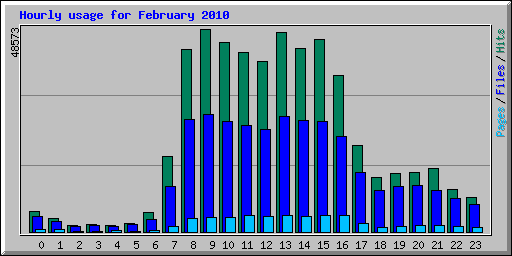 Hourly usage for February 2010
48573
Pages/Files/Hits
0 1 2 3 4 5 6 7 8 9 10 11 12 13 14 15 16 17 18 19 20 21 22 23